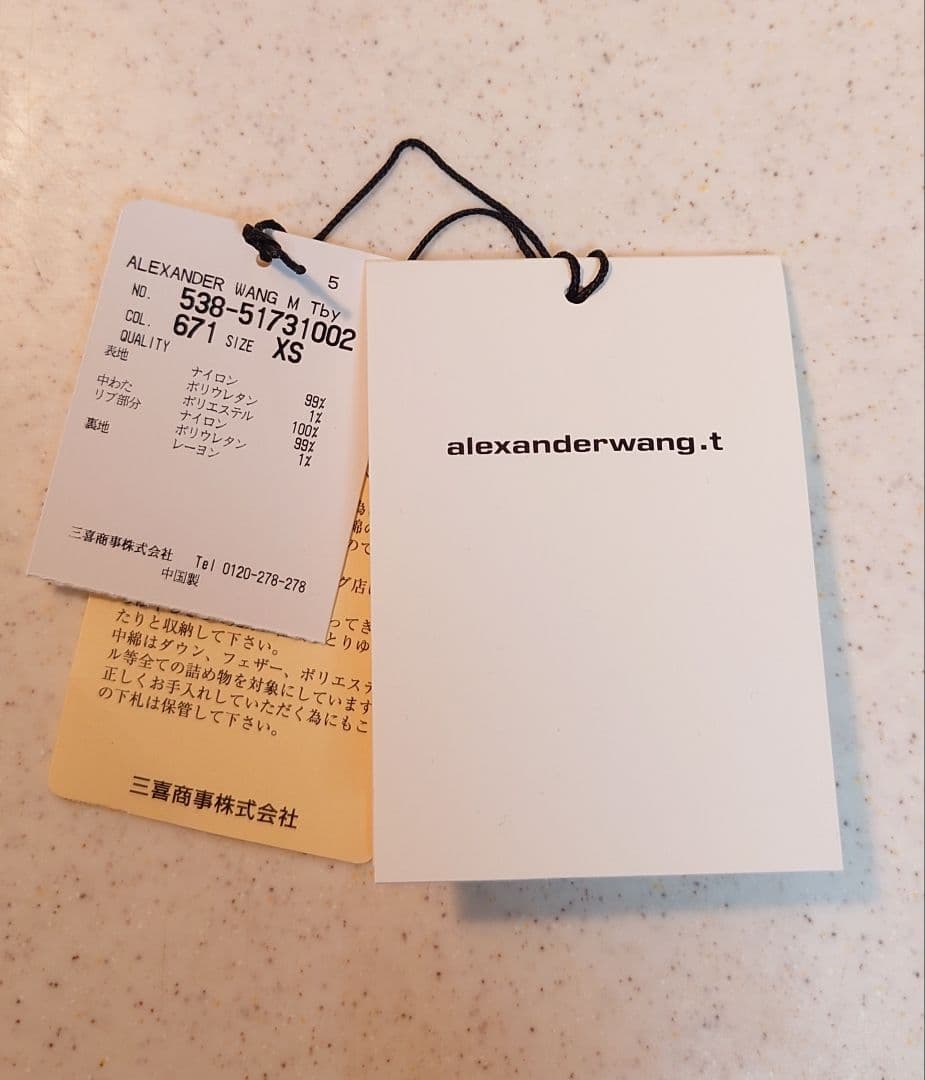 5
ALEXANDER WANG M Tby
NO. 538-51731002
COL. 671 SIZE XS
QUALITY
表地 ナイロン 99%
ポリウレタン 1%
中わた ポリエステル 100%
リブ部分 ナイロン 99%
ポリウレタン 1%
裏地 レーヨン
三喜商事株式会社 Tel 0120-278-278
中国製
alexanderwang.t
グ店
ってき
たりと収納して下さい。 とりゆ
中綿はダウン、フェザー、ポリエステ
ル等全ての詰め物を対象にしています
正しくお手入れしていただく為にもこ
の下札は保管して下さい。
三喜商事株式会社